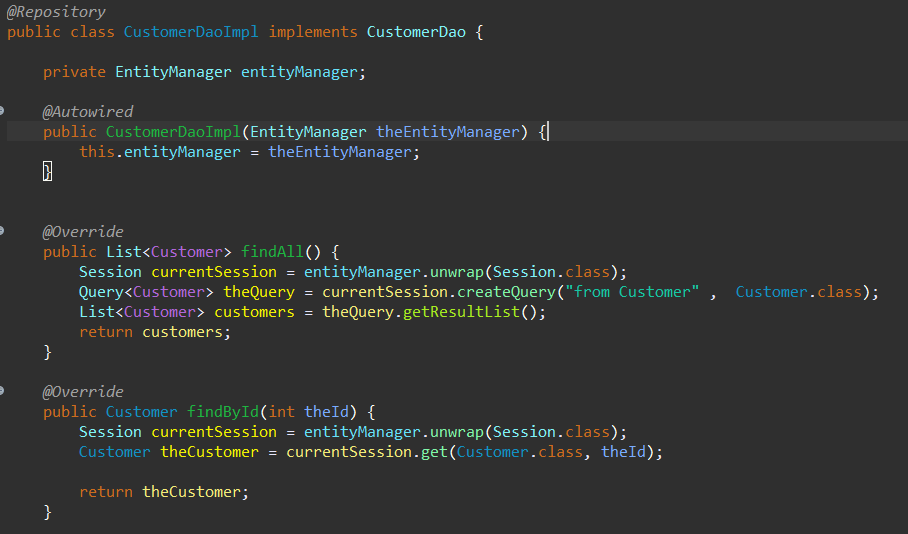 @Repository
public class CustomerDaoImpl implements CustomerDao {
private EntityManager entityManager;
@Autowired
public CustomerDaoImpl(EntityManager theEntityManager) {
this.entityManager = theEntityManager;
}
@Override
public List<Customer> findAll() {
Session currentSession = entityManager.unwrap(Session.class);
Query<Customer> theQuery = currentSession.createQuery("from Customer" ,  Customer.class);
List<Customer> customers = theQuery.getResultList();
return customers;
}
@Override
public Customer findById(int theId) {
Session currentSession = entityManager.unwrap(Session.class);
Customer theCustomer = currentSession.get(Customer.class, theId);
return theCustomer;
}